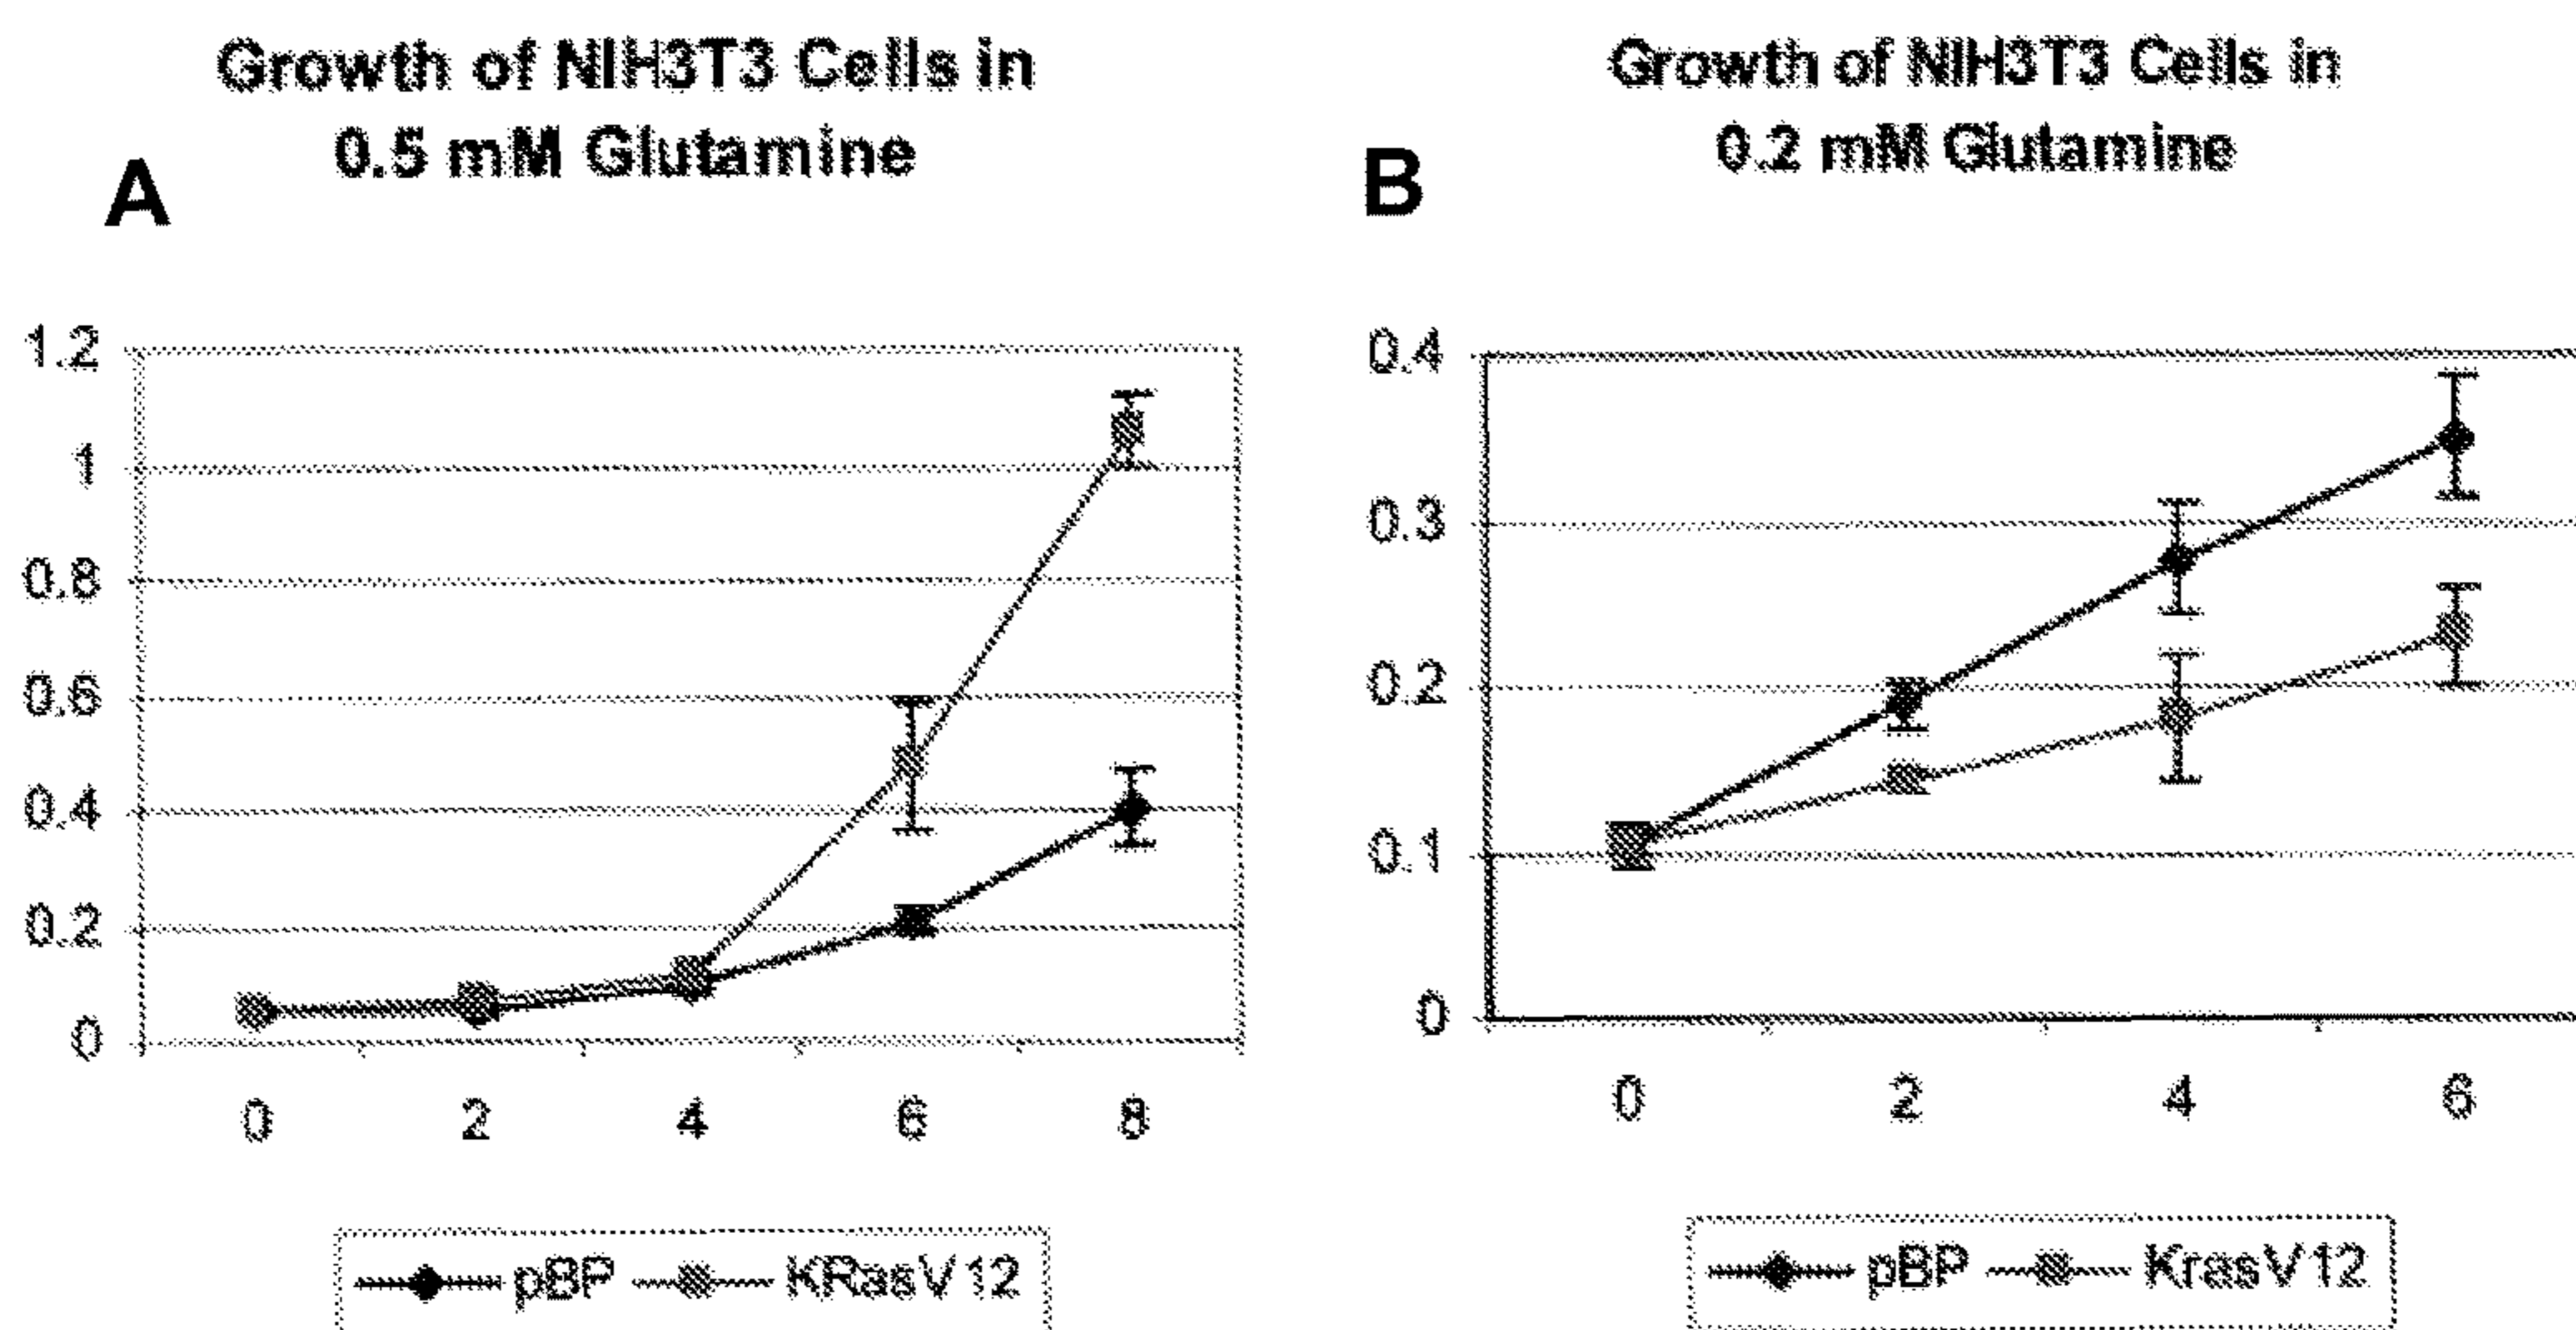 Growth of NIH3T3 Cells in
0.5 mM Glutamine
A
1.2
1
0.8
0.6
0.4
0.2
0
0 2 4 6 8
pBP KRasV12
Growth of NIH3T3 Cells in
0.2 mM Glutamine
B
0.4
0.3
0.2
0.1
0
0 2 4 6
pBP KrasV12